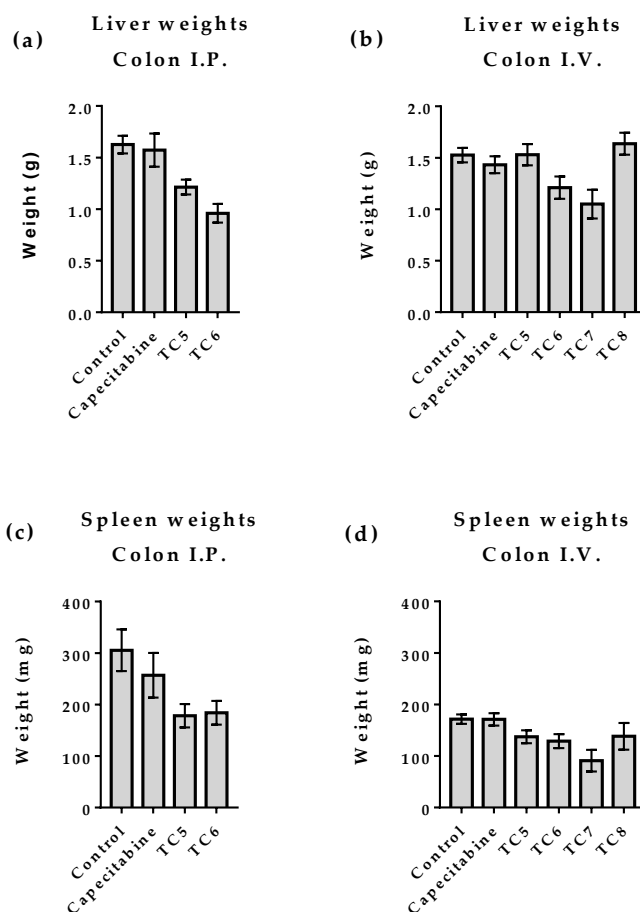 (a)
Liver weights
Colon I.P.
Weight (g)
2.0
1.5
1.0
0.5
0.0
Control
Capecitabine
TC5
TC6
(b)
Liver weights
Colon I.V.
Weight (g)
2.0
1.5
1.0
0.5
0.0
Control
Capecitabine
TC5
TC6
TC7
TC8
(c)
Spleen weights
Colon I.P.
Weight (mg)
400
300
200
100
0
Control
Capecitabine
TC5
TC6
(d)
Spleen weights
Colon I.V.
Weight (mg)
400
300
200
100
0
Control
Capecitabine
TC5
TC6
TC7
TC8